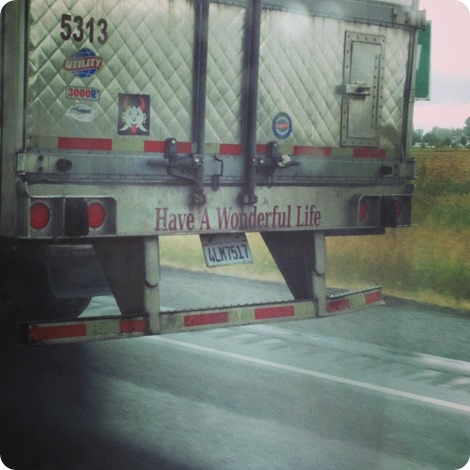 5313
UTILITY
3000R
Have A Wonderful Life
4LM7517